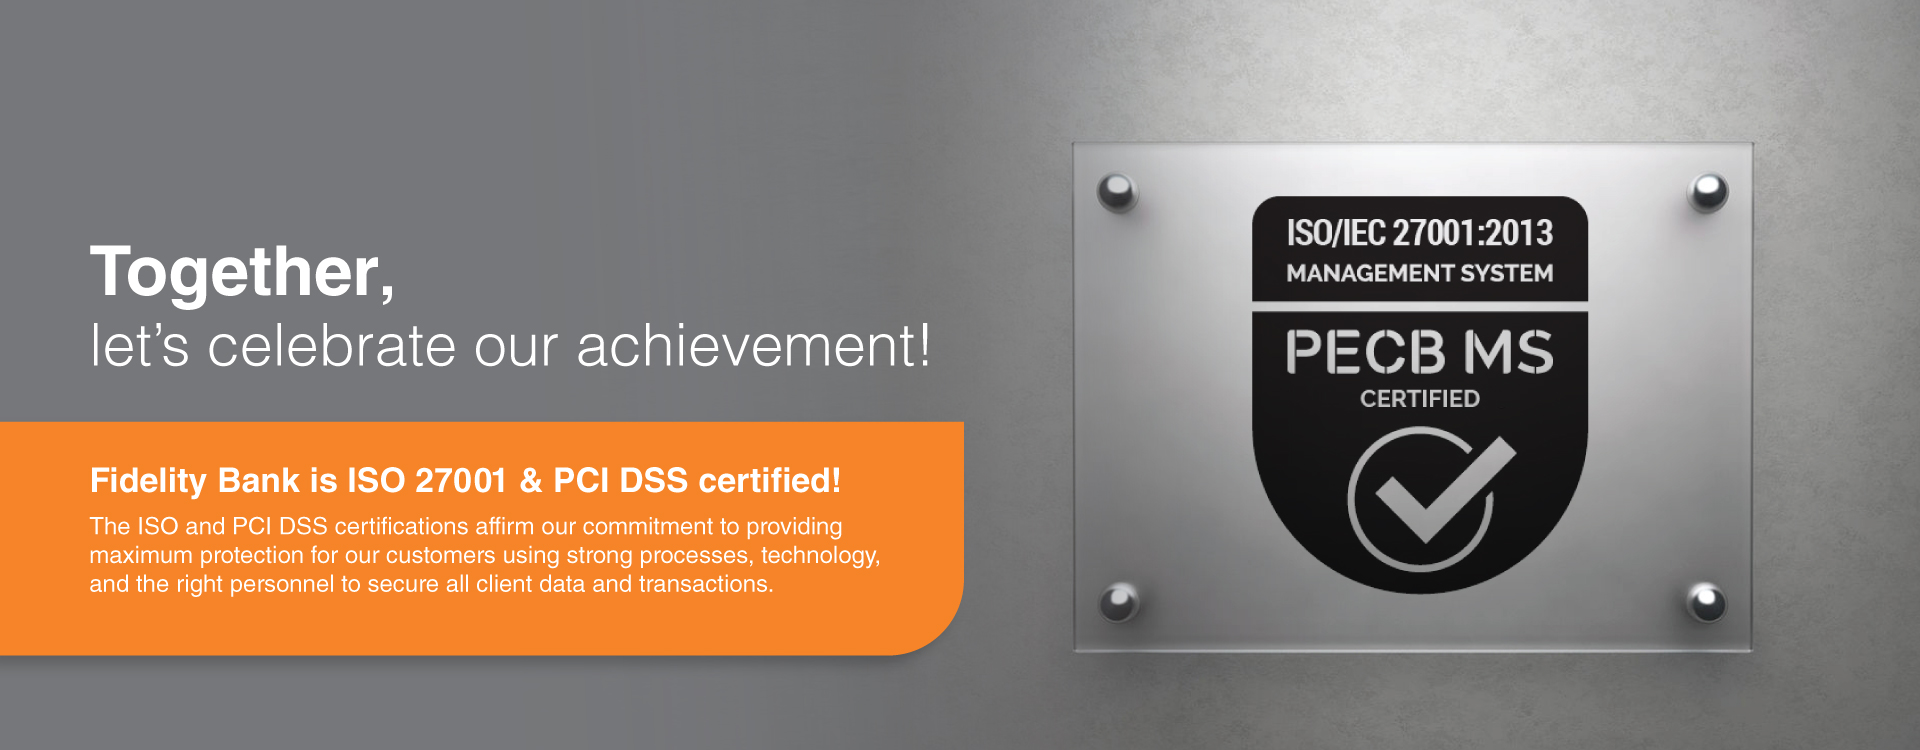 Together,
let’s celebrate our achievement!
Fidelity Bank is ISO 27001 & PCI DSS certified!
The ISO and PCI DSS certifications affirm our commitment to providing
maximum protection for our customers using strong processes, technology,
and the right personnel to secure all client data and transactions.
ISO/IEC 27001:2013
MANAGEMENT SYSTEM
PECB MS
CERTIFIED